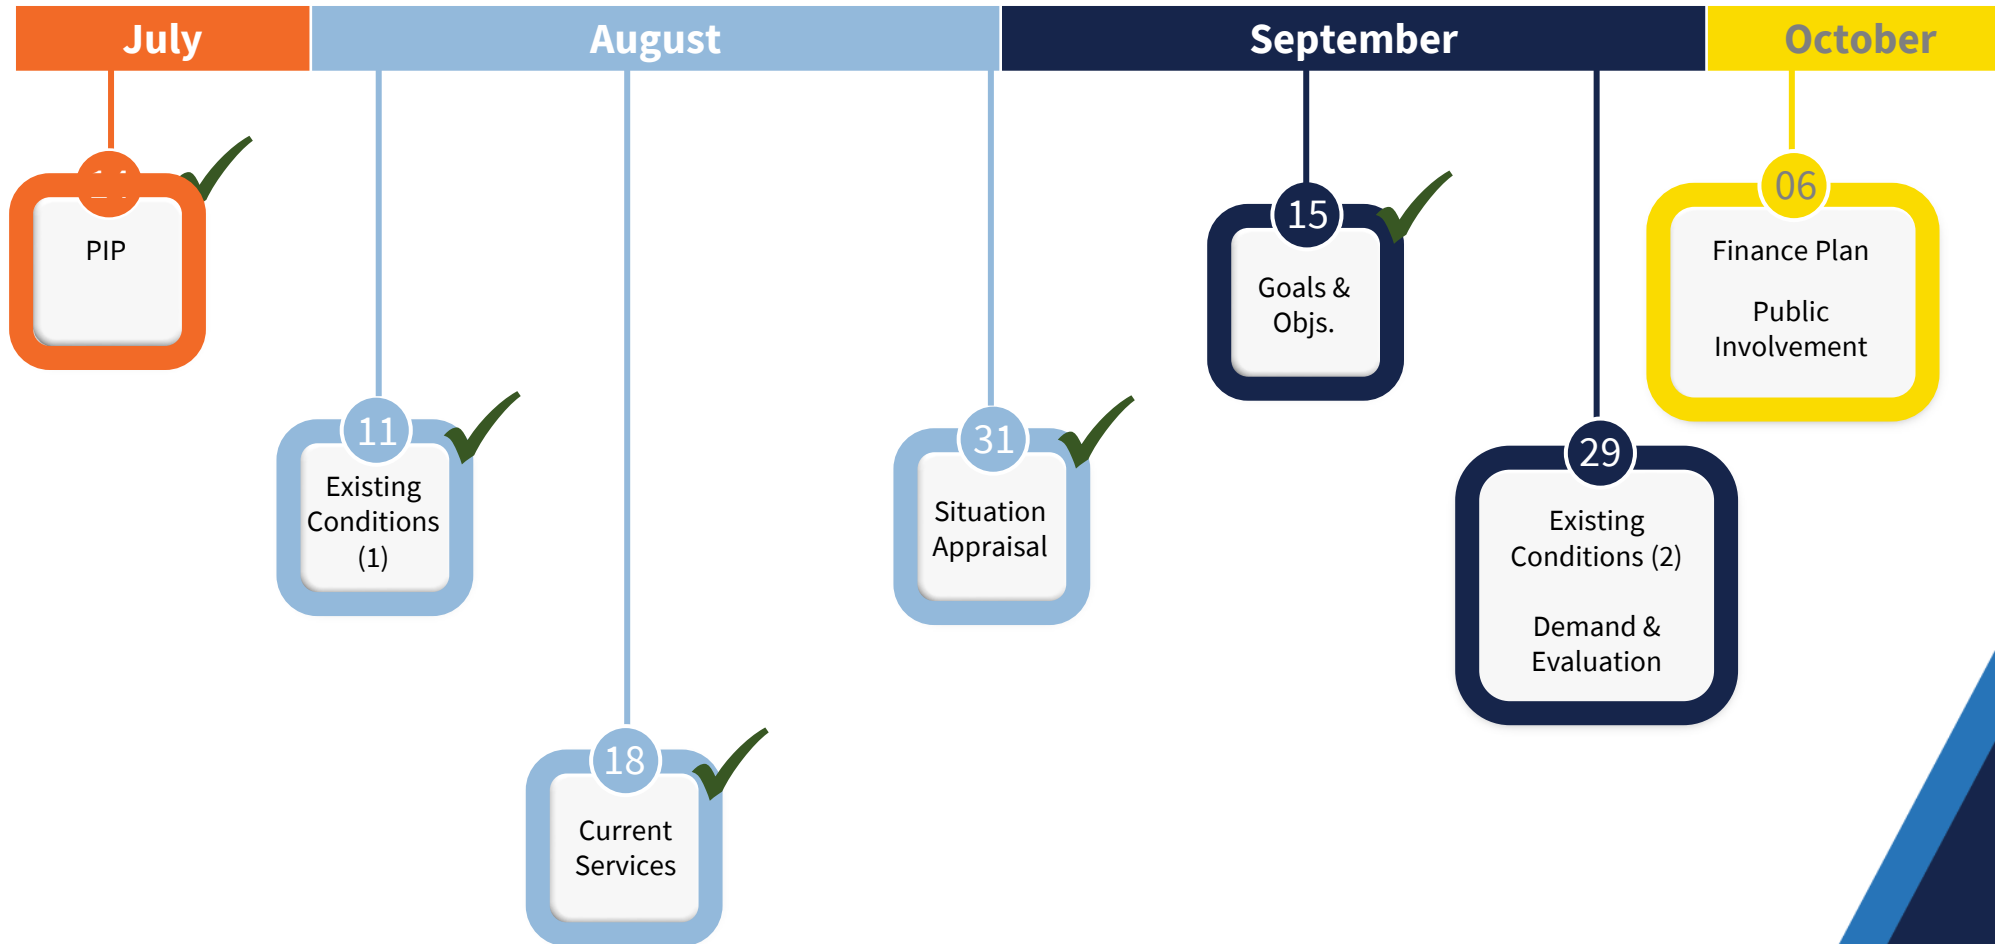 July
August
September
October
14
PIP
11
Existing
Conditions
(1)
18
Current
Services
31
Situation
Appraisal
15
Goals &
Objs.
29
Existing
Conditions (2)
Demand &
Evaluation
06
Finance Plan
Public
Involvement